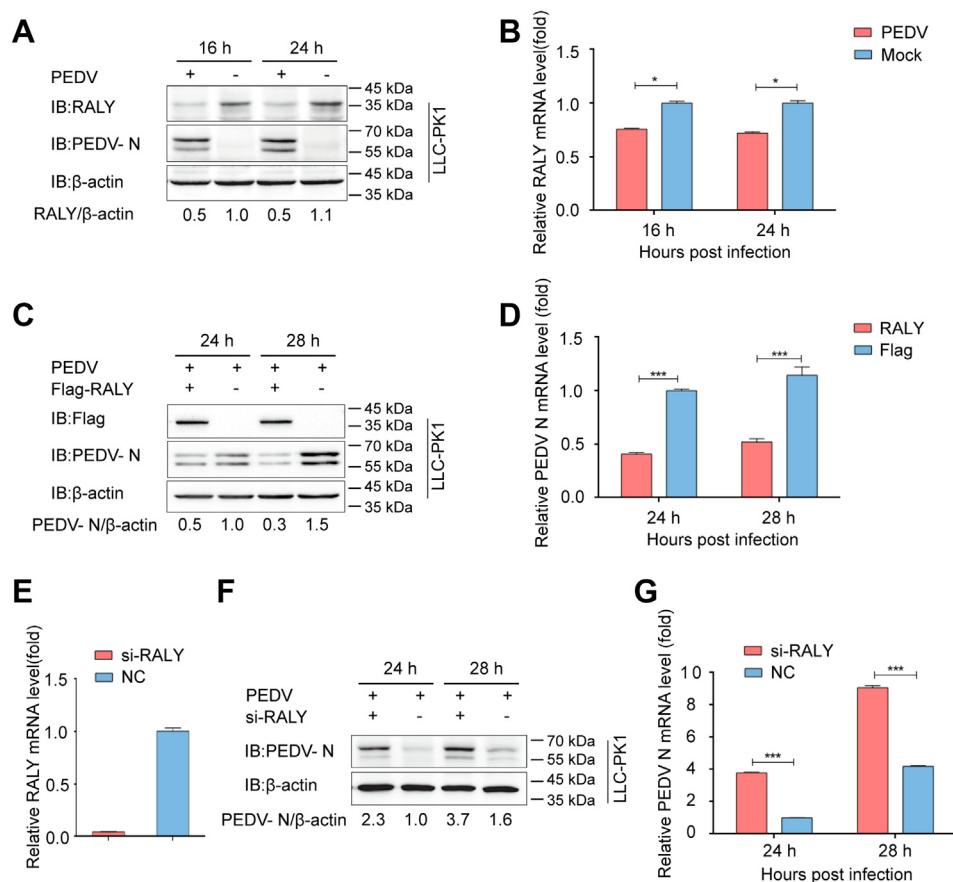 A
16 h 24 h
PEDV + - + -
IB:RALY
45 kDa
35 kDa
IB:PEDV- N
70 kDa
55 kDa
IB:β-actin
45 kDa
35 kDa
LLC-PK1
RALY/β-actin 0.5 1.0 0.5 1.1
B
PEDV
Mock
Relative RALY mRNA level(fold)
1.5
1.0
0.5
0.0
* *
16 h 24 h
Hours post infection
C
24 h 28 h
PEDV + + + +
Flag-RALY + - + -
IB:Flag
45 kDa
35 kDa
IB:PEDV- N
70 kDa
55 kDa
IB:β-actin
45 kDa
35 kDa
LLC-PK1
PEDV- N/β-actin 0.5 1.0 0.3 1.5
D
RALY
Flag
Relative PEDV N mRNA level (fold)
1.5
1.0
0.5
0.0
*** ***
24 h 28 h
Hours post infection
E
si-RALY
NC
Relative RALY mRNA level(fold)
1.5
1.0
0.5
0.0
F
24 h 28 h
PEDV + + + +
si-RALY + - + -
IB:PEDV- N
70 kDa
55 kDa
IB:β-actin
45 kDa
35 kDa
LLC-PK1
PEDV- N/β-actin 2.3 1.0 3.7 1.6
G
si-RALY
NC
Relative PEDV N mRNA level (fold)
10
8
6
4
2
0
*** ***
24 h 28 h
Hours post infection